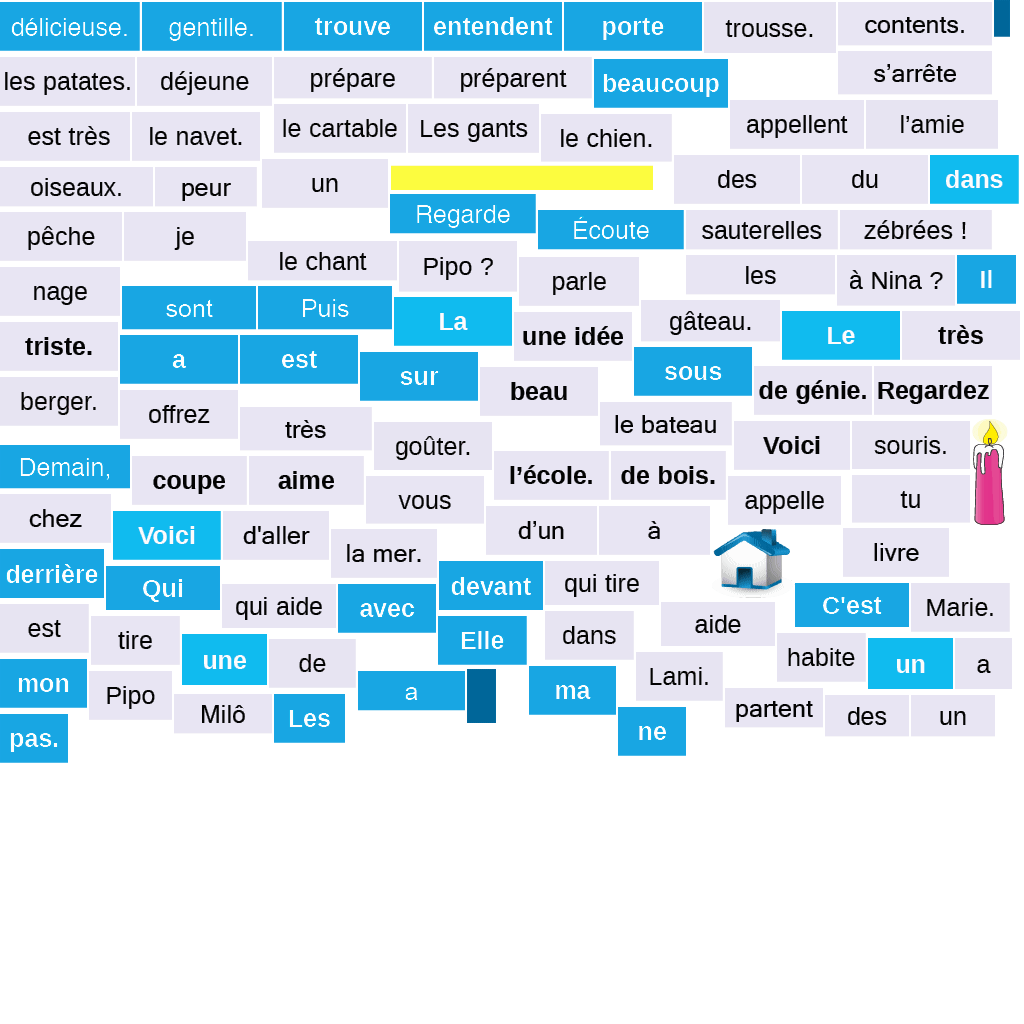 délicieuse. gentille. trouve entendent porte trousse. contents.
les patates. déjeune prépare préparent beaucoup s’arrête
est très le navet. le cartable Les gants le chien. appellent l’amie
oiseaux. peur un des du dans
Regarde Écoute sauterelles zébrées !
pêche je le chant Pipo ? parle les à Nina ? Il
nage sont Puis La une idée gâteau. Le très
triste. a est sur beau sous de génie. Regardez
berger. offrez très goûter. le bateau Voici souris.
Demain, coupe aime vous l’école. de bois. appelle tu
chez Voici d'aller la mer. d’un à livre
derrière Qui qui aide avec devant qui tire C'est Marie.
est tire une de Elle dans aide habite un a
mon Pipo Milô Les a ma Lami. partent des un
pas. ne